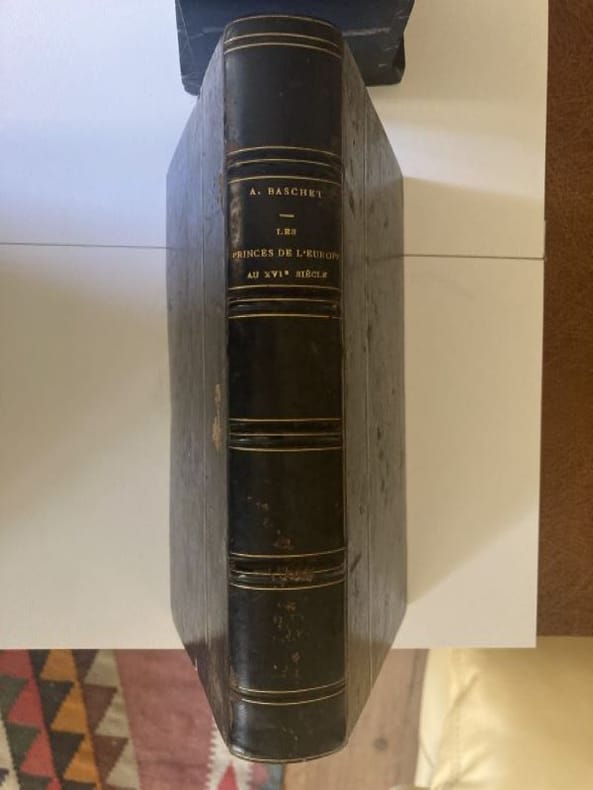 A. BASCHET
LES
PRINCES DE L'EUROPE
AU XVIᵉ SIÈCLE